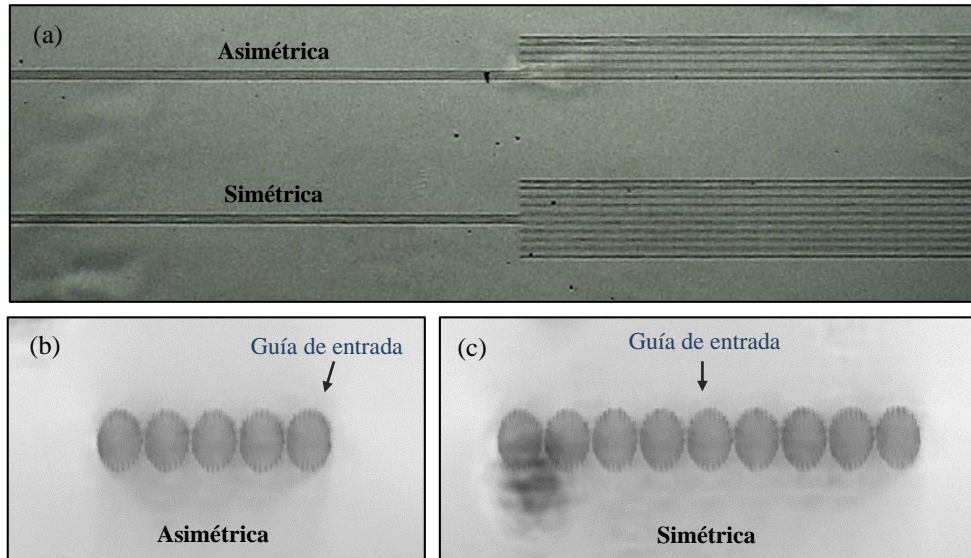 (a)
Asimétrica
Simétrica
(b)
Guía de entrada
Asimétrica
(c)
Guía de entrada
Simétrica